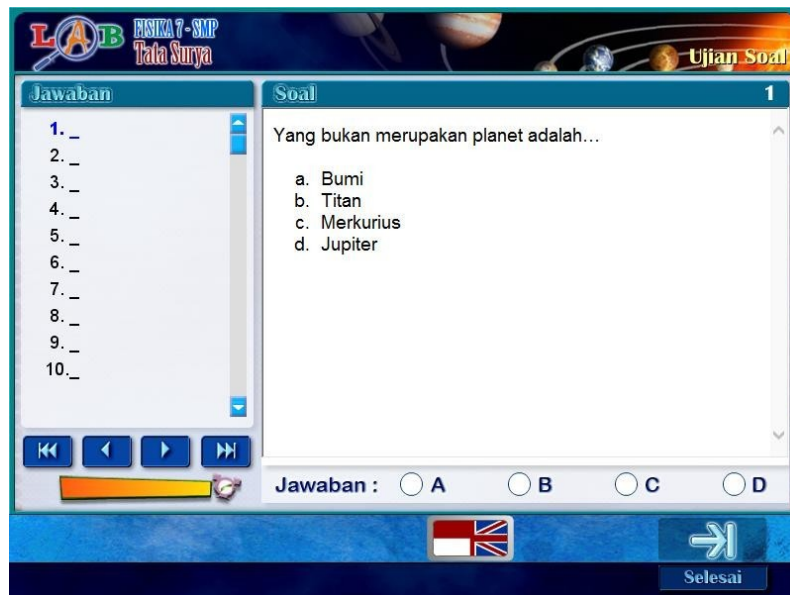 LAB FISIKA 7 - SMP
Tata Surya
Ujian Soal
Jawaban
1. _
2. _
3. _
4. _
5. _
6. _
7. _
8. _
9. _
10._
Soal 1
Yang bukan merupakan planet adalah…
a. Bumi
b. Titan
c. Merkurius
d. Jupiter
Jawaban : A B C D
Selesai